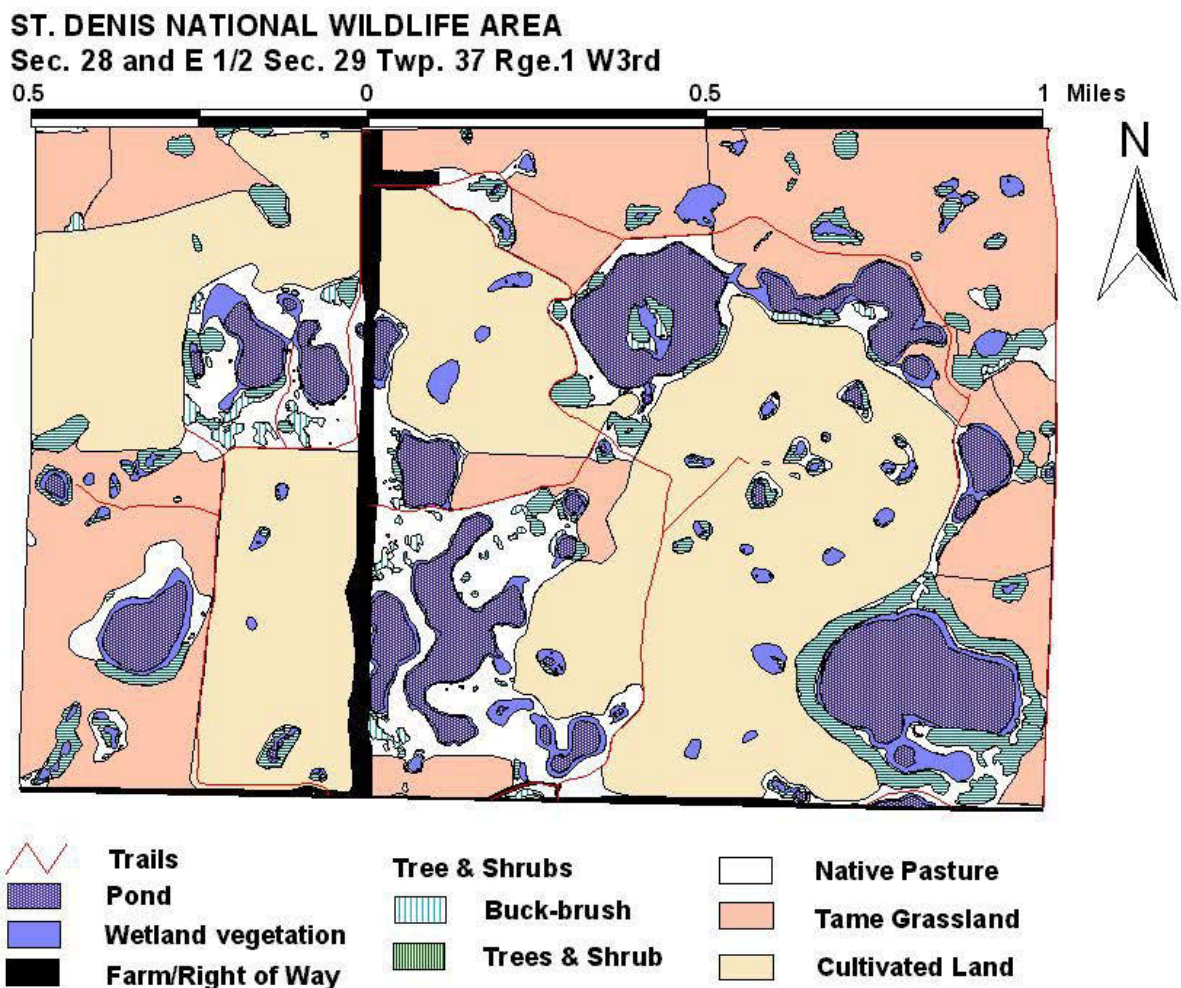 ST. DENIS NATIONAL WILDLIFE AREA
Sec. 28 and E 1/2 Sec. 29 Twp. 37 Rge.1 W3rd
0.5 0 0.5 1 Miles
N
Trails
Pond
Wetland vegetation
Farm/Right of Way
Tree & Shrubs
Buck-brush
Trees & Shrub
Native Pasture
Tame Grassland
Cultivated Land